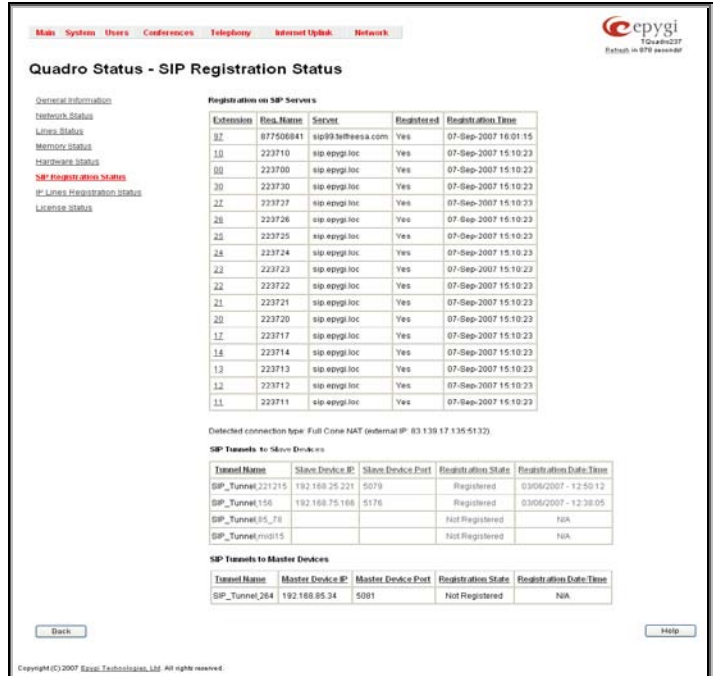 Main System Users Conferences Telephony Internet Uplink Network
epygi
TQuadro237
Refresh in 979 seconds!
Quadro Status - SIP Registration Status
General Information
Network Status
Lines Status
Memory Status
Hardware Status
SIP Registration Status
IP Lines Registration Status
License Status
Registration on SIP Servers
Extension Reg. Name Server Registered Registration Time
97 877506841 sip99.telfreesa.com Yes 07-Sep-2007 16:01:15
10 223710 sip.epygi.loc Yes 07-Sep-2007 15:10:23
00 223700 sip.epygi.loc Yes 07-Sep-2007 15:10:23
30 223730 sip.epygi.loc Yes 07-Sep-2007 15:10:23
27 223727 sip.epygi.loc Yes 07-Sep-2007 15:10:23
26 223726 sip.epygi.loc Yes 07-Sep-2007 15:10:23
25 223725 sip.epygi.loc Yes 07-Sep-2007 15:10:23
24 223724 sip.epygi.loc Yes 07-Sep-2007 15:10:23
23 223723 sip.epygi.loc Yes 07-Sep-2007 15:10:23
22 223722 sip.epygi.loc Yes 07-Sep-2007 15:10:23
21 223721 sip.epygi.loc Yes 07-Sep-2007 15:10:23
20 223720 sip.epygi.loc Yes 07-Sep-2007 15:10:23
17 223717 sip.epygi.loc Yes 07-Sep-2007 15:10:23
14 223714 sip.epygi.loc Yes 07-Sep-2007 15:10:23
13 223713 sip.epygi.loc Yes 07-Sep-2007 15:10:23
12 223712 sip.epygi.loc Yes 07-Sep-2007 15:10:23
11 223711 sip.epygi.loc Yes 07-Sep-2007 15:10:23
Detected connection type: Full Cone NAT (external IP: 83.139.17.135:5132)
SIP Tunnels to Slave Devices
Tunnel Name Slave Device IP Slave Device Port Registration State Registration Date/Time
SIP_Tunnel_221215 192.168.25.221 5079 Registered 03/06/2007 - 12:50:12
SIP_Tunnel_156 192.168.75.168 5176 Registered 03/06/2007 - 12:38:05
SIP_Tunnel_85_78 Not Registered N/A
SIP_Tunnel_midi15 Not Registered N/A
SIP Tunnels to Master Devices
Tunnel Name Master Device IP Master Device Port Registration State Registration Date/Time
SIP_Tunnel_264 192.168.85.34 5081 Not Registered N/A
Back
Help
Copyright (C) 2007 Epygi Technologies, Ltd. All rights reserved.